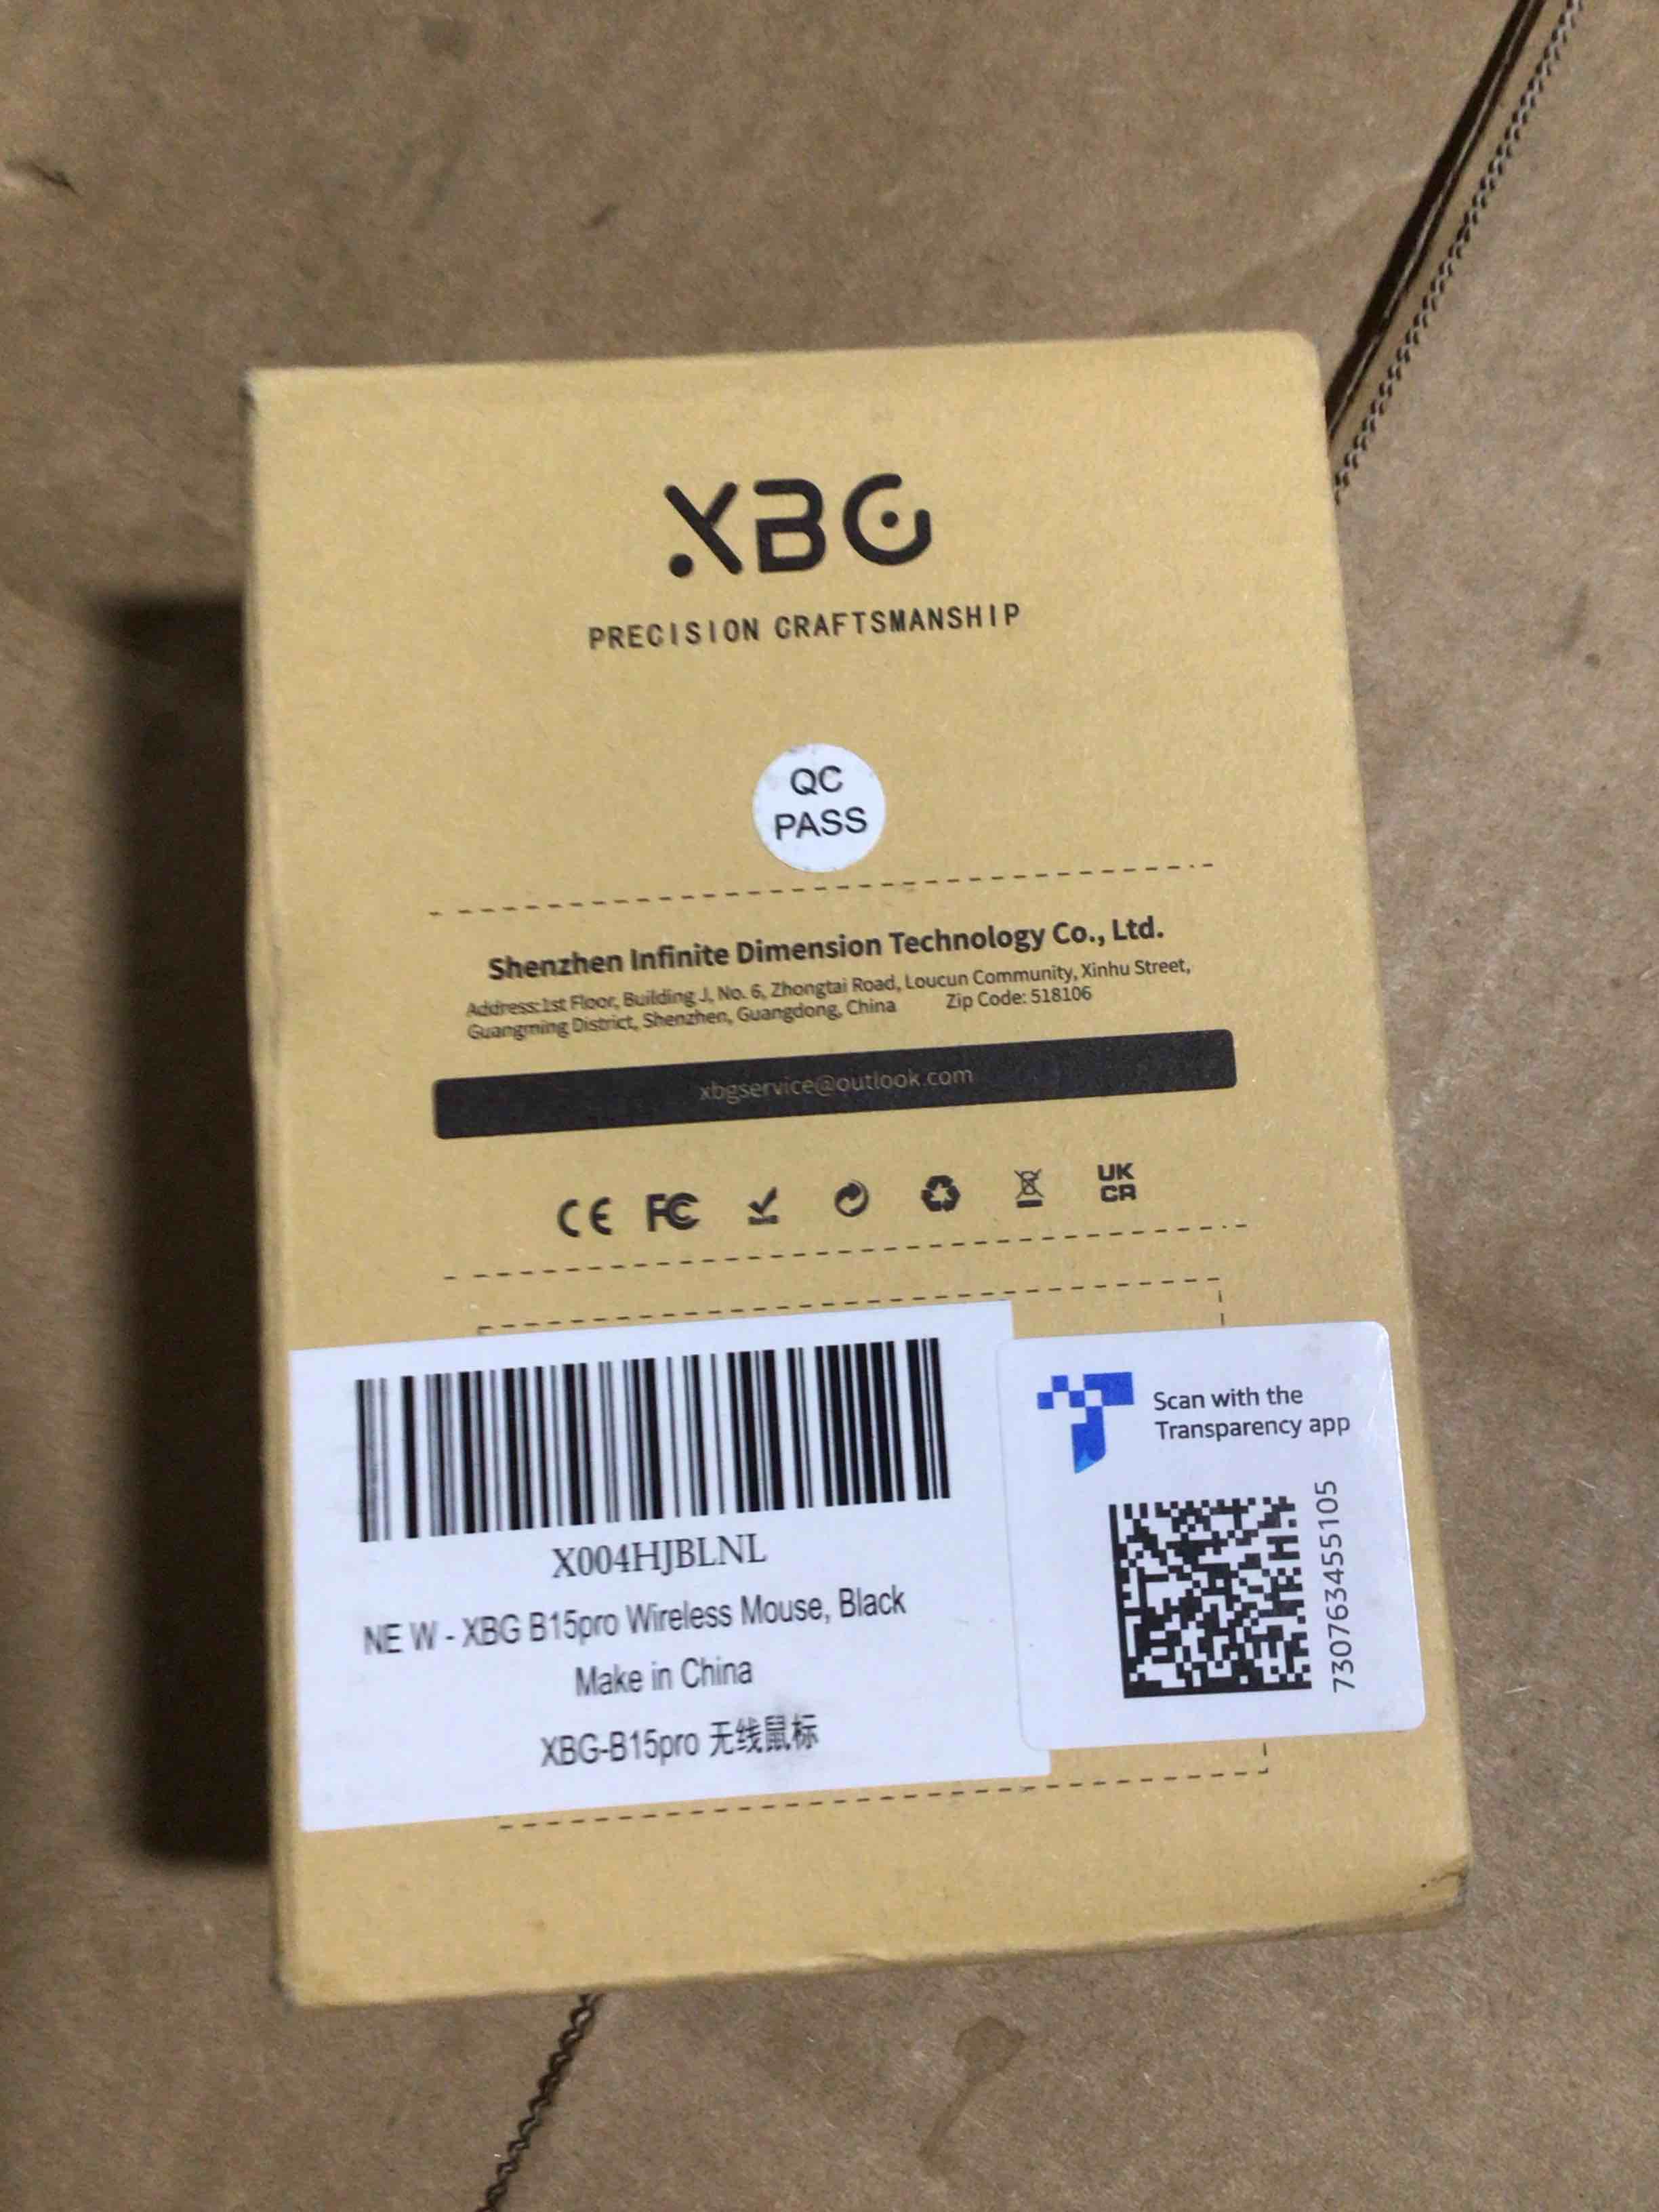 XBG
PRECISION CRAFTSMANSHIP
QC
PASS
Shenzhen Infinite Dimension Technology Co., Ltd.
Address:1st Floor, Building J, No. 6, Zhongtai Road, Loucun Community, Xinhu Street,
Guangming District, Shenzhen, Guangdong, China Zip Code: 518106
xbgservice@outlook.com
CE FC UK
CA
X004HJBLNL
NE W - XBG B15pro Wireless Mouse, Black
Make in China
XBG-B15pro 无线鼠标
Scan with the
Transparency app
730763455105